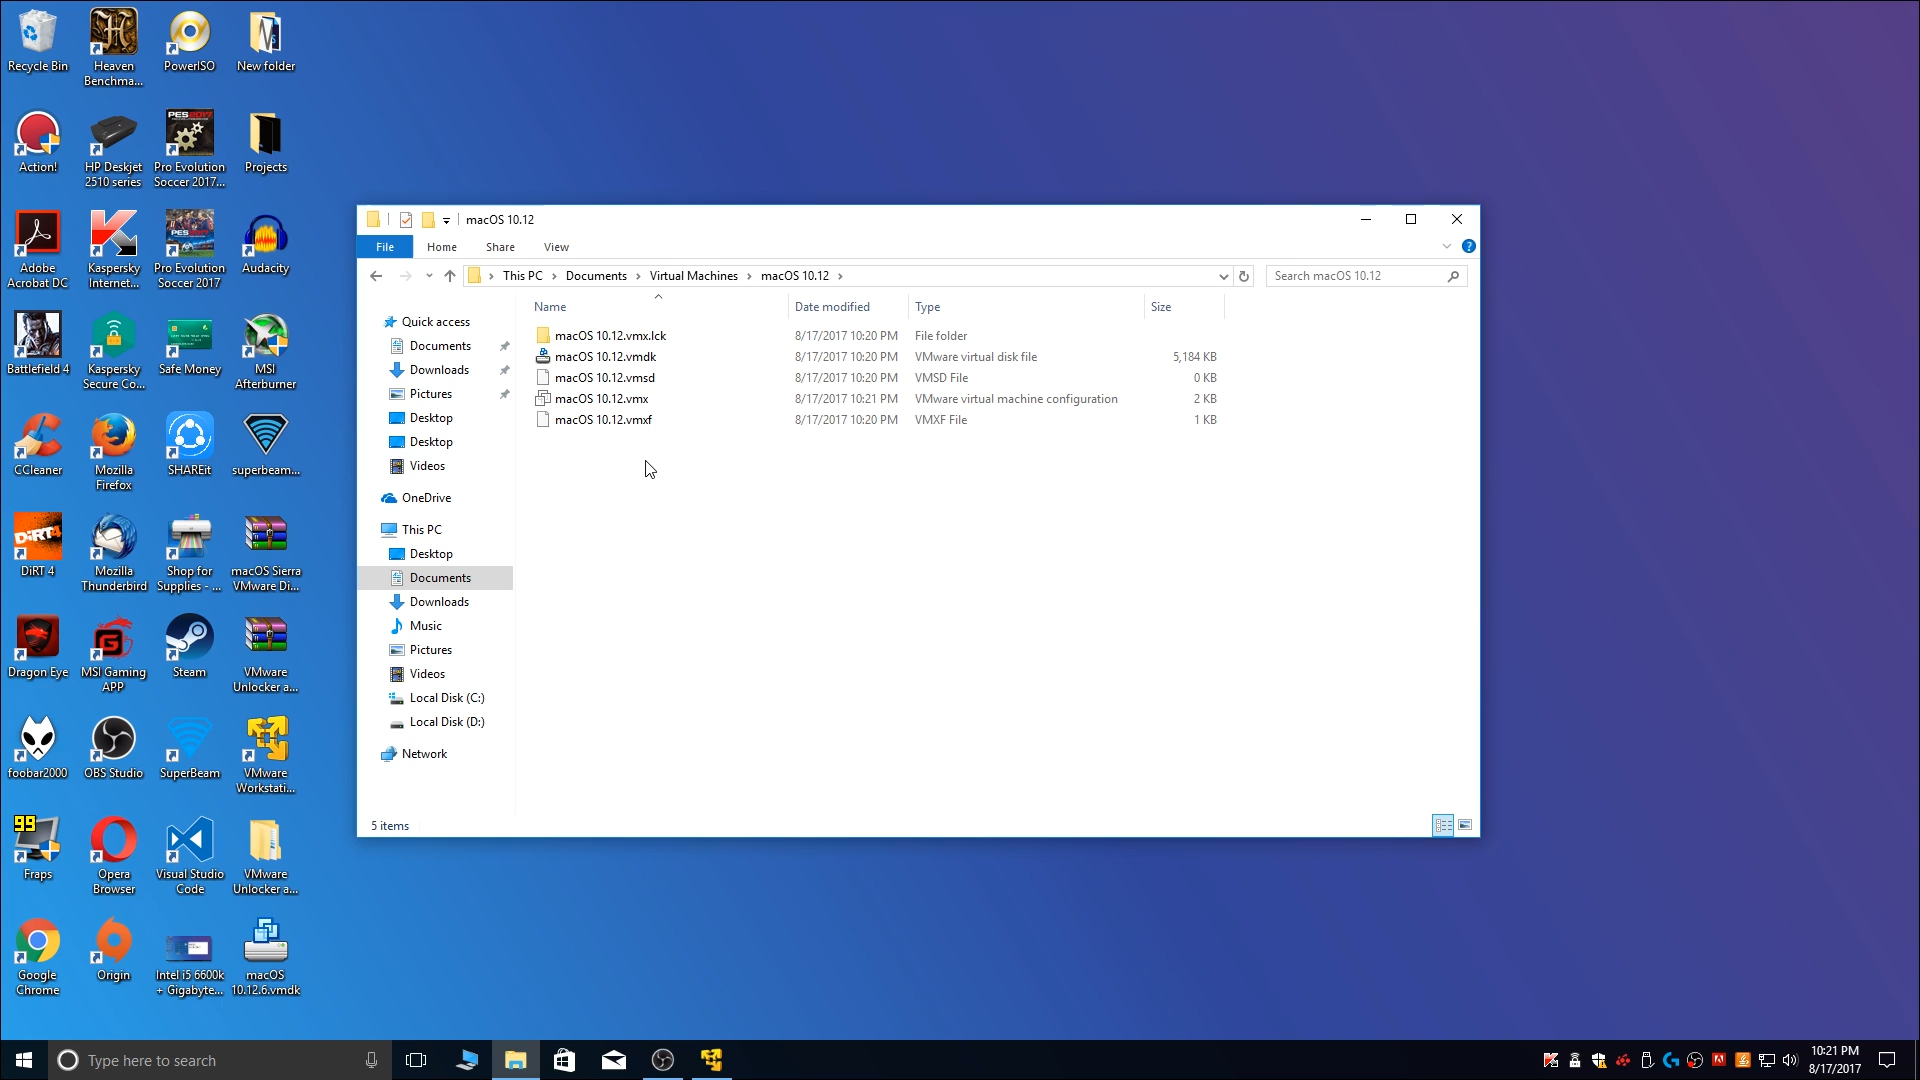 Recycle Bin
Heaven
Benchma...
PowerISO
New folder
Action!
HP Deskjet
2510 series
PES2017
Pro Evolution
Soccer 2017...
Projects
Adobe
Acrobat DC
Kaspersky
Internet...
Pro Evolution
Soccer 2017
Audacity
Battlefield 4
Kaspersky
Secure Co...
Safe Money
MSI
Afterburner
CCleaner
Mozilla
Firefox
SHAREit
superbeam...
DiRT 4
DiRT 4
Mozilla
Thunderbird
Shop for
Supplies - ...
macOS Sierra
VMware Di...
Dragon Eye
MSI Gaming
APP
Steam
VMware
Unlocker a...
foobar2000
OBS Studio
SuperBeam
VMware
Workstati...
99
Fraps
Opera
Browser
Visual Studio
Code
VMware
Unlocker a...
Google
Chrome
Origin
Intel i5 6600k
+ Gigabyte...
macOS
10.12.6.vmdk
macOS 10.12
File Home Share View
This PC Documents Virtual Machines macOS 10.12
Search macOS 10.12
Quick access
Documents
Downloads
Pictures
Desktop
Desktop
Videos
OneDrive
This PC
Desktop
Documents
Downloads
Music
Pictures
Videos
Local Disk (C:)
Local Disk (D:)
Network
Name Date modified Type Size
macOS 10.12.vmx.lck 8/17/2017 10:20 PM File folder
macOS 10.12.vmdk 8/17/2017 10:20 PM VMware virtual disk file 5,184 KB
macOS 10.12.vmsd 8/17/2017 10:20 PM VMSD File 0 KB
macOS 10.12.vmx 8/17/2017 10:21 PM VMware virtual machine configuration 2 KB
macOS 10.12.vmxf 8/17/2017 10:20 PM VMXF File 1 KB
5 items
Type here to search
10:21 PM
8/17/2017